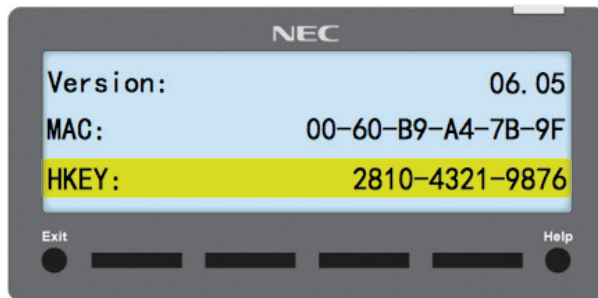 NEC
Version: 06.05
MAC: 00-60-B9-A4-7B-9F
HKEY: 2810-4321-9876
Exit Help